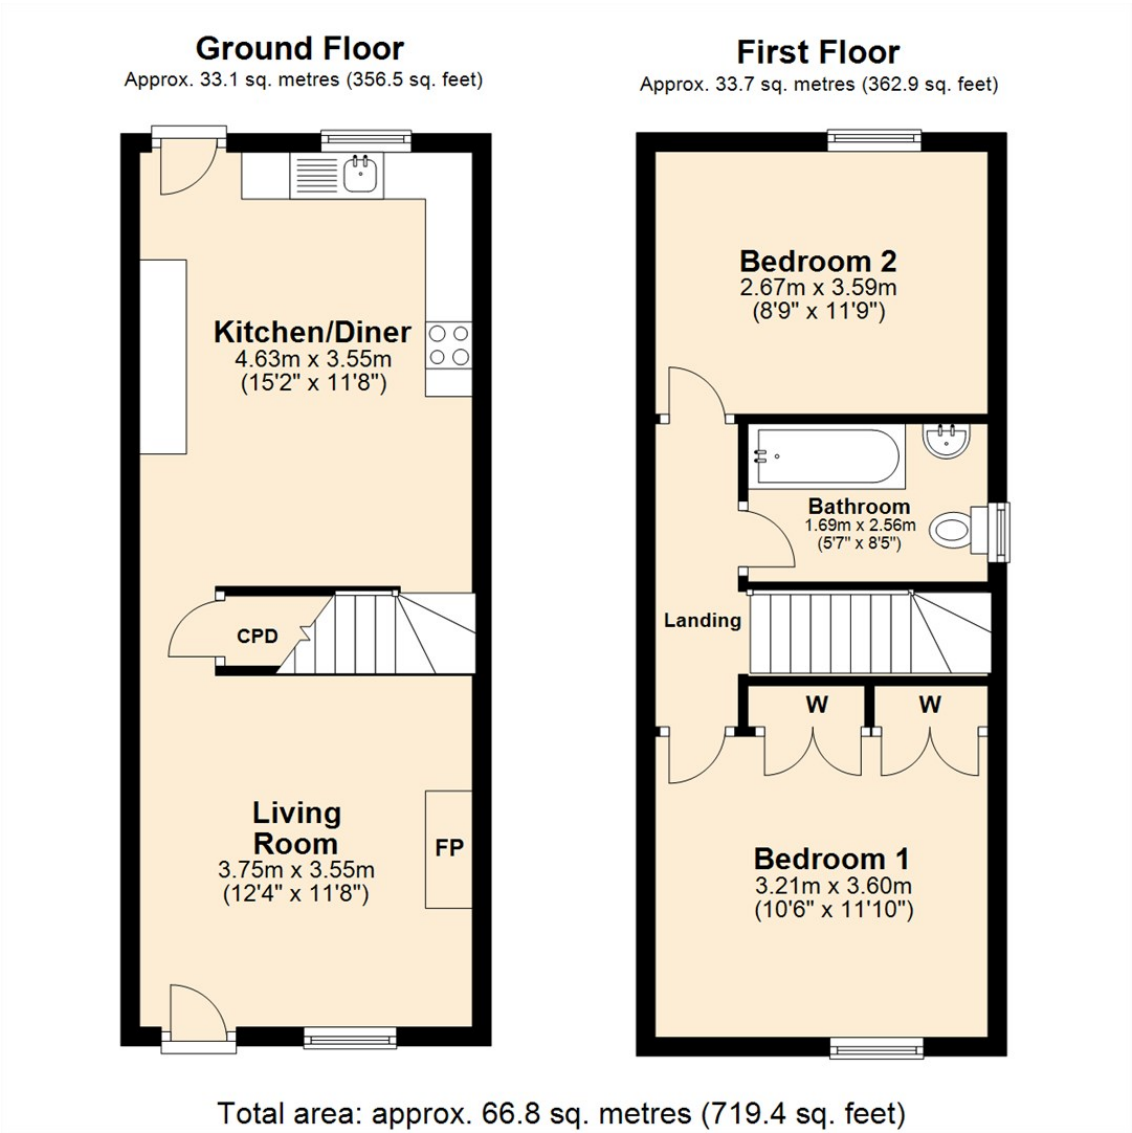 Ground Floor
Approx. 33.1 sq. metres (356.5 sq. feet)
Kitchen/Diner
4.63m x 3.55m
(15'2" x 11'8")
CPD
Living
Room
3.75m x 3.55m
(12'4" x 11'8")
FP
First Floor
Approx. 33.7 sq. metres (362.9 sq. feet)
Bedroom 2
2.67m x 3.59m
(8'9" x 11'9")
Bathroom
1.69m x 2.56m
(5'7" x 8'5")
Landing
W
W
Bedroom 1
3.21m x 3.60m
(10'6" x 11'10")
Total area: approx. 66.8 sq. metres (719.4 sq. feet)